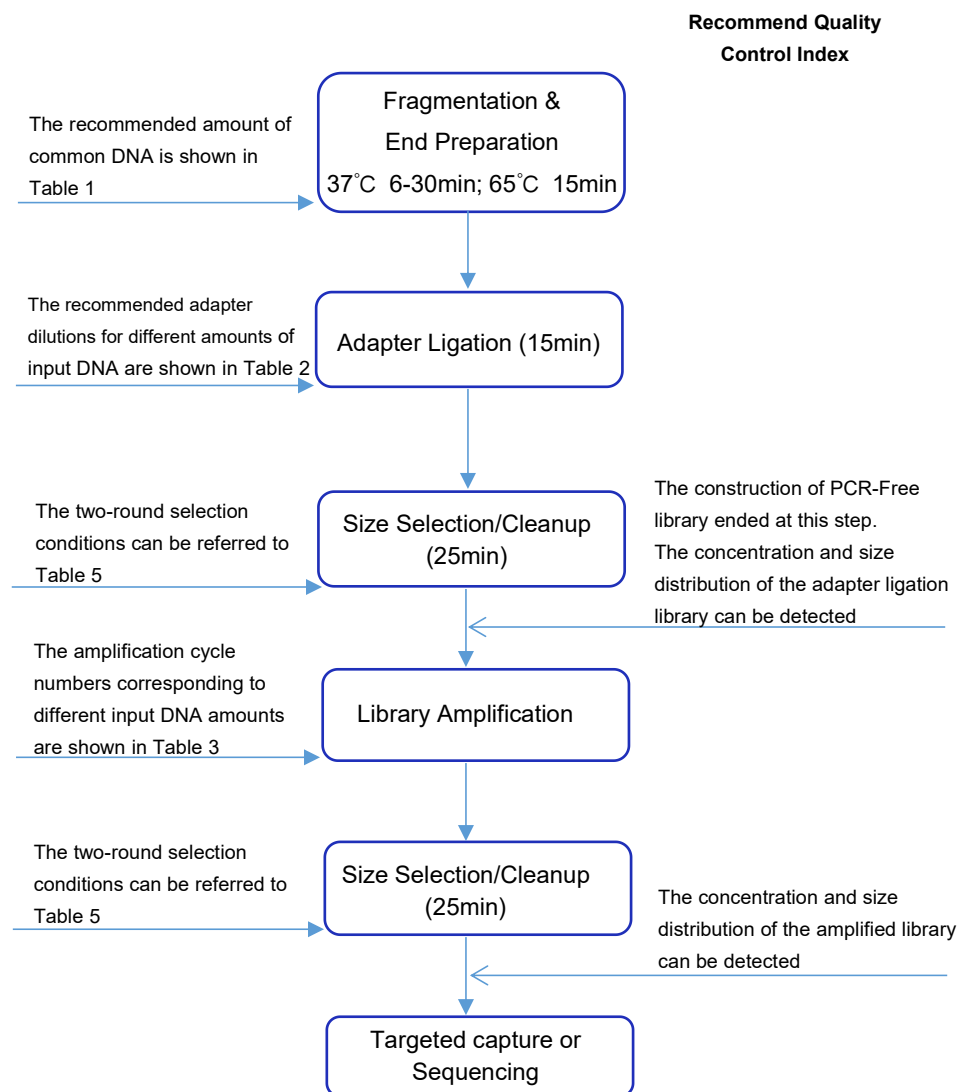 Recommend Quality
Control Index
Fragmentation &
End Preparation
37℃ 6-30min; 65℃ 15min
The recommended amount of
common DNA is shown in
Table 1
The recommended adapter
dilutions for different amounts of
input DNA are shown in Table 2
Adapter Ligation (15min)
The two-round selection
conditions can be referred to
Table 5
Size Selection/Cleanup
(25min)
The construction of PCR-Free
library ended at this step.
The concentration and size
distribution of the adapter ligation
library can be detected
The amplification cycle
numbers corresponding to
different input DNA amounts
are shown in Table 3
Library Amplification
The two-round selection
conditions can be referred to
Table 5
Size Selection/Cleanup
(25min)
The concentration and size
distribution of the amplified library
can be detected
Targeted capture or
Sequencing